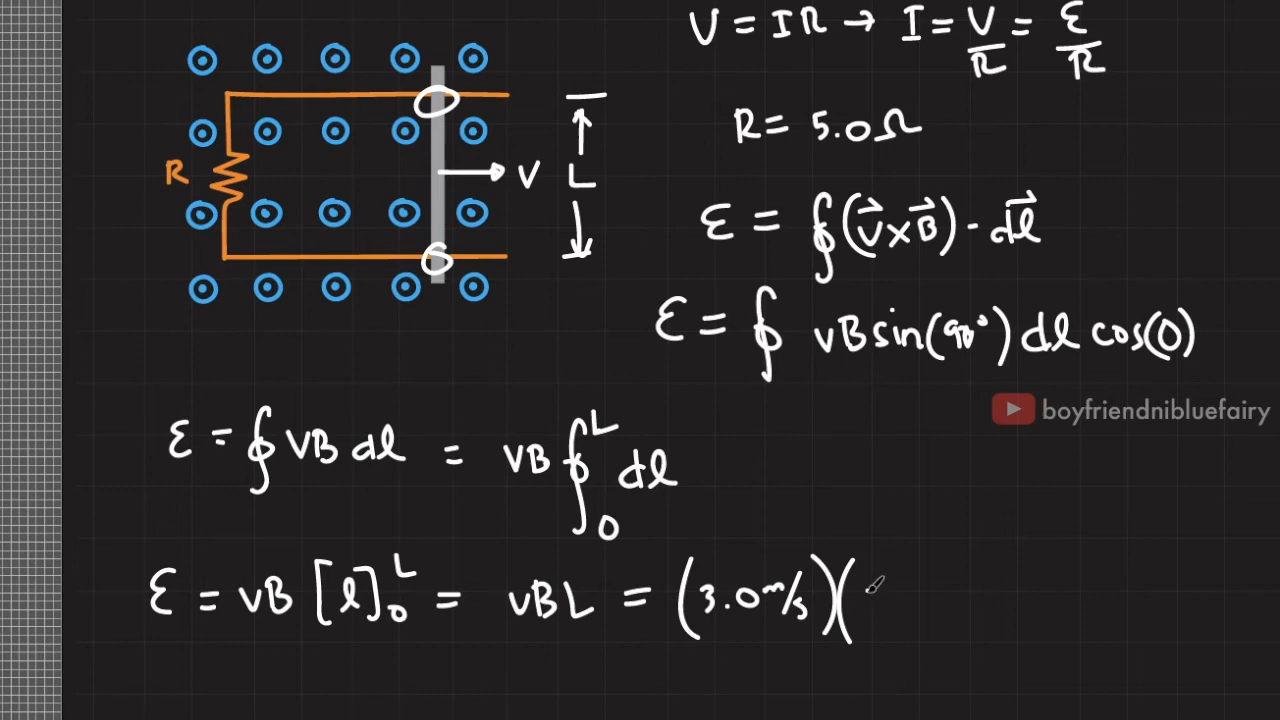 V = IR → I = V/R = ε/R
R = 5.0Ω
R
V
L
ε = ∮(v⃗×B⃗)·dl⃗
ε = ∮ vBsin(90°)dl cos(0)
boyfriendnibluefairy
ε = ∮ vB dl = vB ∮₀ᴸ dl
ε = vB [l]₀ᴸ = vBL = (3.0m/s)(